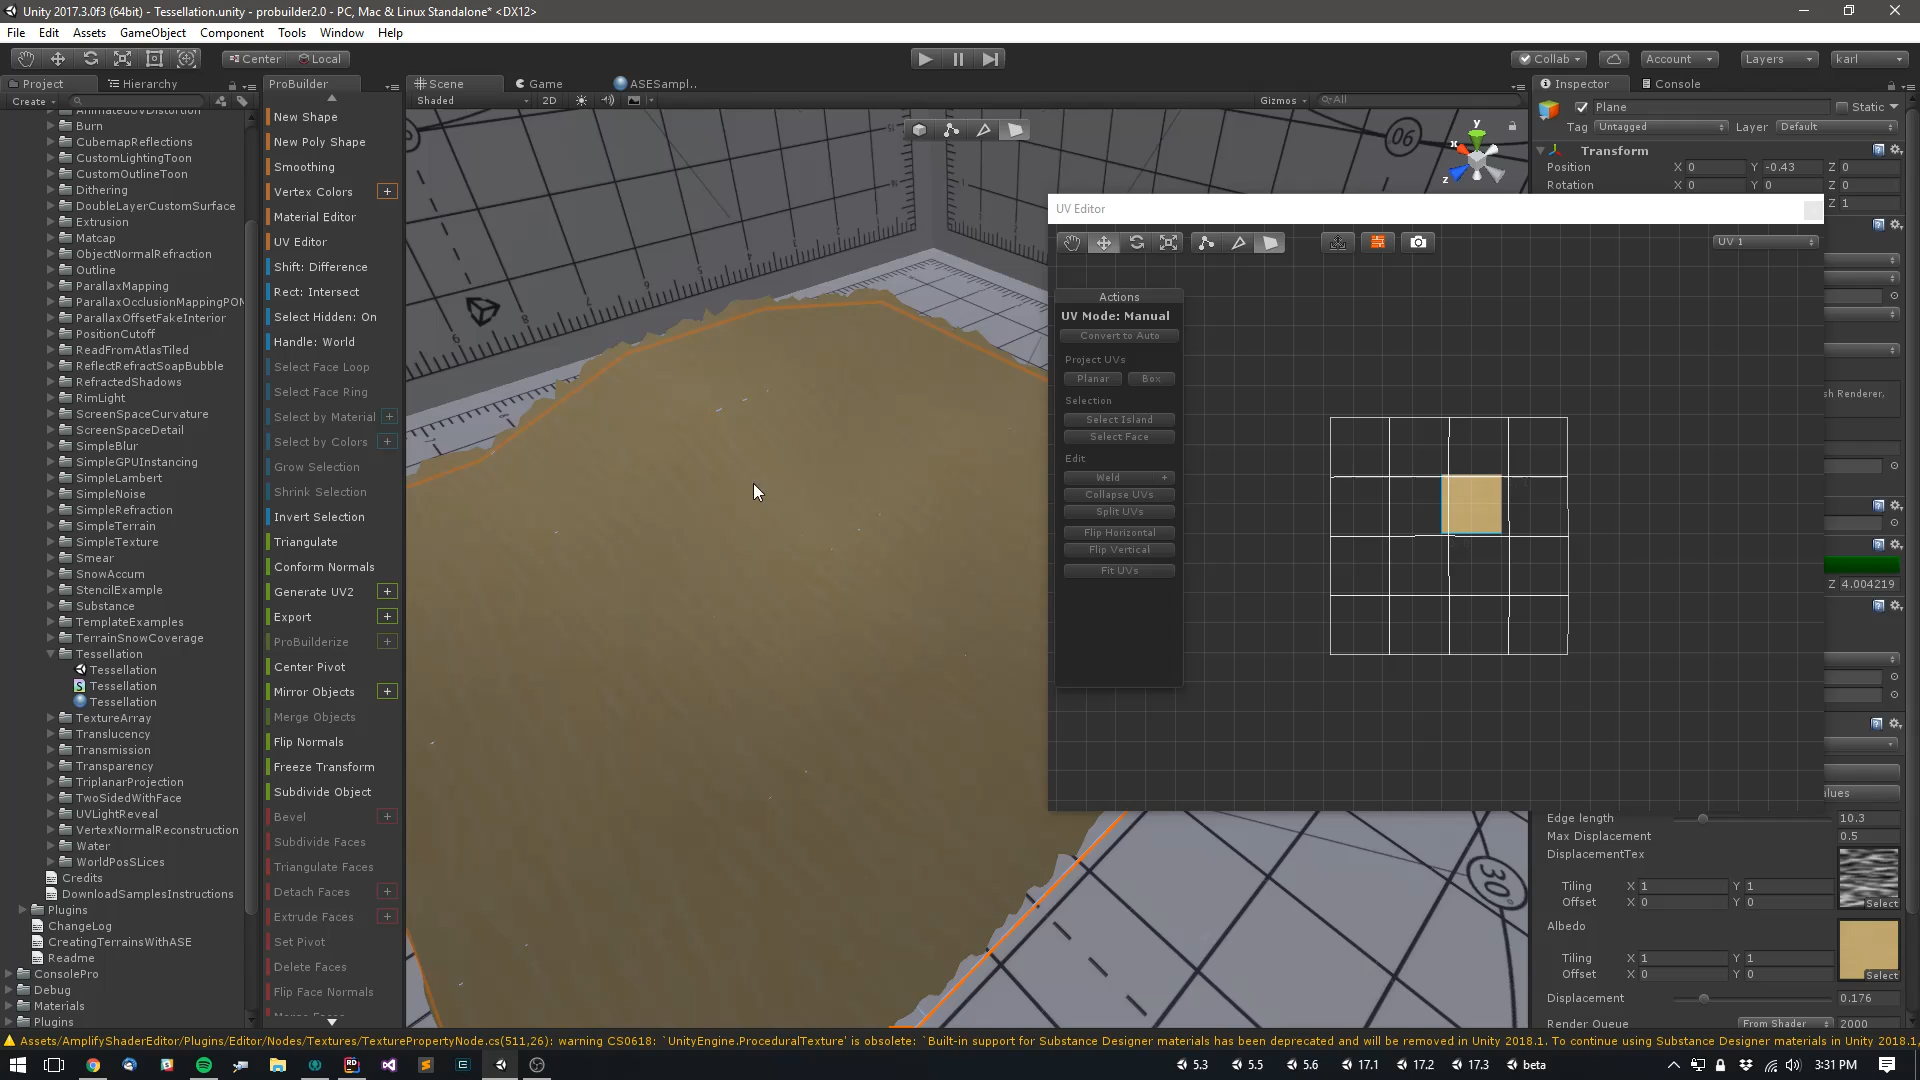 Unity 2017.3.0f3 (64bit) - Tessellation.unity - probuilder2.0 - PC, Mac & Linux Standalone* <DX12>
File Edit Assets GameObject Component Tools Window Help
Center Local Collab Account Layers karl
Project Hierarchy ProBuilder Scene Game ASESampl.. Inspector Console
Create Shaded 2D Gizmos All
Burn
CubemapReflections
CustomLightingToon
CustomOutlineToon
Dithering
DoubleLayerCustomSurface
Extrusion
Matcap
ObjectNormalRefraction
Outline
ParallaxMapping
ParallaxOcclusionMappingPOM
ParallaxOffsetFakeInterior
PositionCutoff
ReadFromAtlasTiled
ReflectRefractSoapBubble
RefractedShadows
RimLight
ScreenSpaceCurvature
ScreenSpaceDetail
SimpleBlur
SimpleGPUInstancing
SimpleLambert
SimpleNoise
SimpleRefraction
SimpleTerrain
SimpleTexture
Smear
SnowAccum
StencilExample
Substance
TemplateExamples
TerrainSnowCoverage
Tessellation
Tessellation
Tessellation
Tessellation
TextureArray
Translucency
Transmission
Transparency
TriplanarProjection
TwoSidedWithFace
UVLightReveal
VertexNormalReconstruction
Water
WorldPosSLices
Credits
DownloadSamplesInstructions
Plugins
ChangeLog
CreatingTerrainsWithASE
Readme
ConsolePro
Debug
Materials
Plugins
New Shape
New Poly Shape
Smoothing
Vertex Colors +
Material Editor
UV Editor
Shift: Difference
Rect: Intersect
Select Hidden: On
Handle: World
Select Face Loop
Select Face Ring
Select by Material +
Select by Colors +
Grow Selection
Shrink Selection
Invert Selection
Triangulate
Conform Normals
Generate UV2 +
Export +
ProBuilderize +
Center Pivot
Mirror Objects +
Merge Objects
Flip Normals
Freeze Transform
Subdivide Object
Bevel +
Subdivide Faces
Triangulate Faces
Detach Faces +
Extrude Faces +
Set Pivot
Delete Faces
Flip Face Normals
90
30°
Y
X
Z
UV Editor
UV 1
Actions
UV Mode: Manual
Convert to Auto
Project UVs
Planar Box
Selection
Select Island
Select Face
Edit
Weld +
Collapse UVs
Split UVs
Flip Horizontal
Flip Vertical
Fit UVs
Plane Static
Tag Untagged Layer Default
Transform
Position X 0 Y -0.43 Z 0
Rotation X 0 Y 0 Z 0
Z 1
sh Renderer,
Z 4.004219
alues
Edge length 10.3
Max Displacement 0.5
DisplacementTex
Tiling X 1 Y 1
Offset X 0 Y 0
Select
Albedo
Tiling X 1 Y 1
Offset X 0 Y 0
Select
Displacement 0.176
Render Queue From Shader 2000
Assets/AmplifyShaderEditor/Plugins/Editor/Nodes/Textures/TexturePropertyNode.cs(511,26): warning CS0618: `UnityEngine.ProceduralTexture' is obsolete: `Built-in support for Substance Designer materials has been deprecated and will be removed in Unity 2018.1. To continue using Substance Designer materials in Unity 2018.1,
5.3 5.5 5.6 17.1 17.2 17.3 beta 3:31 PM